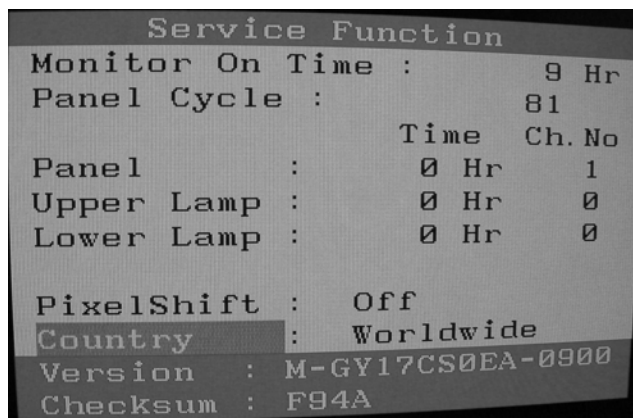 Service Function
Monitor On Time : 9 Hr
Panel Cycle : 81
Time Ch.No
Panel : 0 Hr 1
Upper Lamp : 0 Hr 0
Lower Lamp : 0 Hr 0
PixelShift : Off
Country : Worldwide
Version : M-GY17CS0EA-0900
Checksum : F94A